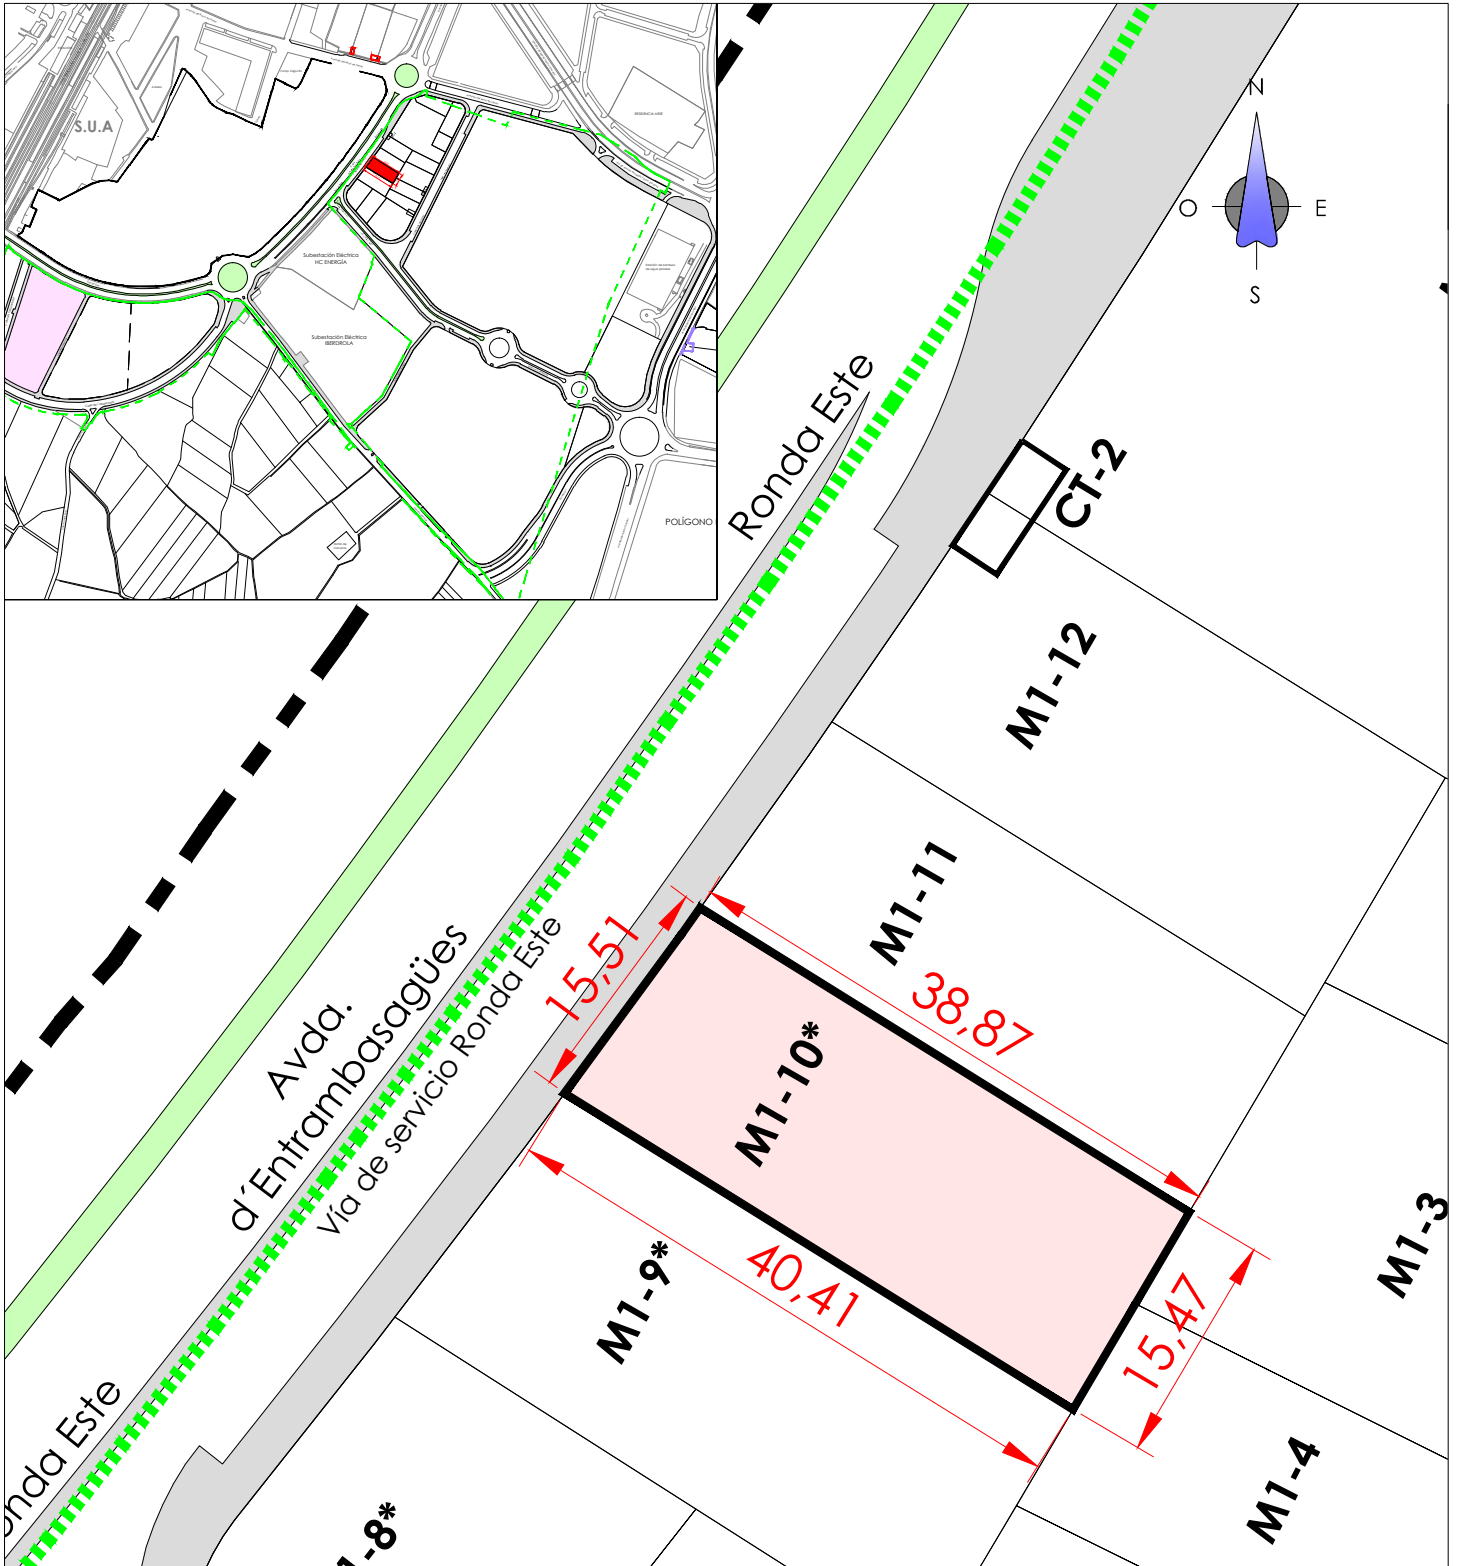 S.U.A
Subestación Eléctrica
HC ENERGÍA
Subestación Eléctrica
IBERDROLA
POLÍGONO
N
O
E
S
Ronda Este
CT-2
M1-12
M1-11
15,51
38,87
M1-10*
Avda.
d´Entrambasagües
Vía de servicio Ronda Este
M1-9*
40,41
15,47
M1-3
M1-4
onda Este
1-8*